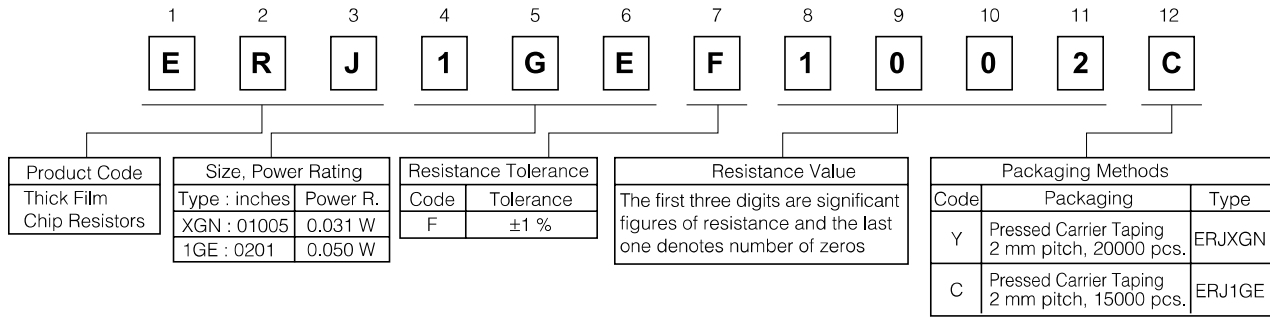 1 2 3 4 5 6 7 8 9 10 11 12
E R J 1 G E F 1 0 0 2 C
Product Code
Thick Film
Chip Resistors
Size, Power Rating
Type : inches Power R.
XGN : 01005 0.031 W
1GE : 0201 0.050 W
Resistance Tolerance
Code Tolerance
F ±1 %
Resistance Value
The first three digits are significant
figures of resistance and the last
one denotes number of zeros
Packaging Methods
Code Packaging Type
Y Pressed Carrier Taping
2 mm pitch, 20000 pcs. ERJXGN
C Pressed Carrier Taping
2 mm pitch, 15000 pcs. ERJ1GE